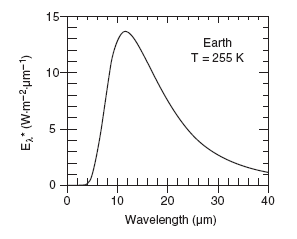 15
10
5
0
Eλ* (W·m−2·μm−1)
Earth
T = 255 K
0 10 20 30 40
Wavelength (μm)